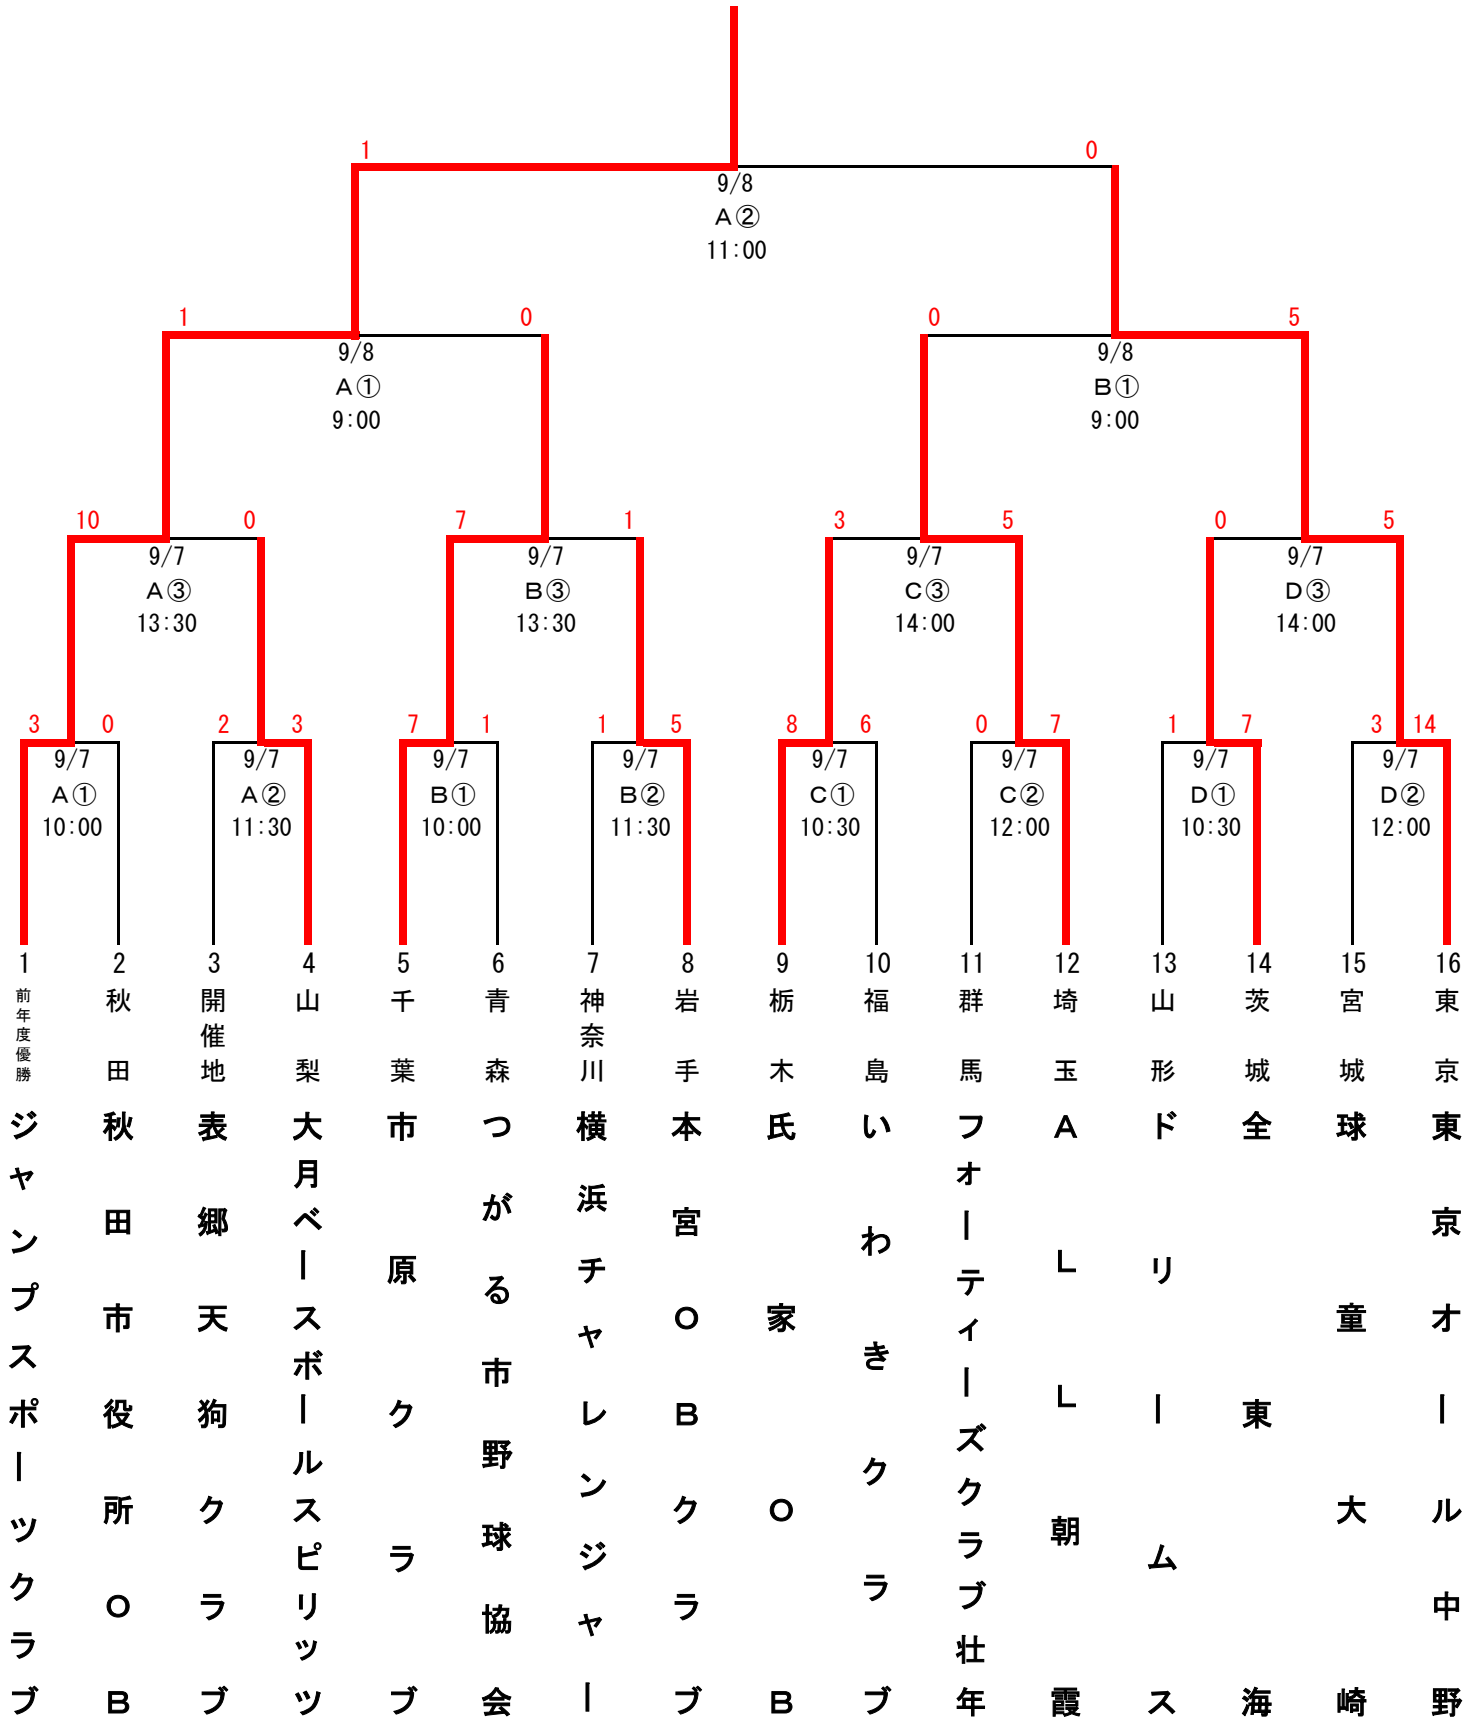 1 0
9/8
A②
11:00
1 0 0 5
9/8 9/8
A① B①
9:00 9:00
10 0 7 1 3 5 0 5
9/7 9/7 9/7 9/7
A③ B③ C③ D③
13:30 13:30 14:00 14:00
3 0 2 3 7 1 1 5 8 6 0 7 1 7 3 14
9/7 9/7 9/7 9/7 9/7 9/7 9/7 9/7
A① A② B① B② C① C② D① D②
10:00 11:30 10:00 11:30 10:30 12:00 10:30 12:00
1 前年度優勝 ジャンプスポーツクラブ
2 秋田 秋田市役所OB
3 開催地 表郷天狗クラブ
4 山梨 大月ベースボールスピリッツ
5 千葉 市原クラブ
6 青森 つがる市野球協会
7 神奈川 横浜チャレンジャー
8 岩手 本宮OBクラブ
9 栃木 氏家OB
10 福島 いわきクラブ
11 群馬 フォーティーズクラブ壮年
12 埼玉 ALL朝霞
13 山形 ドリームス
14 茨城 全東海
15 宮城 球童大崎
16 東京 東京オール中野